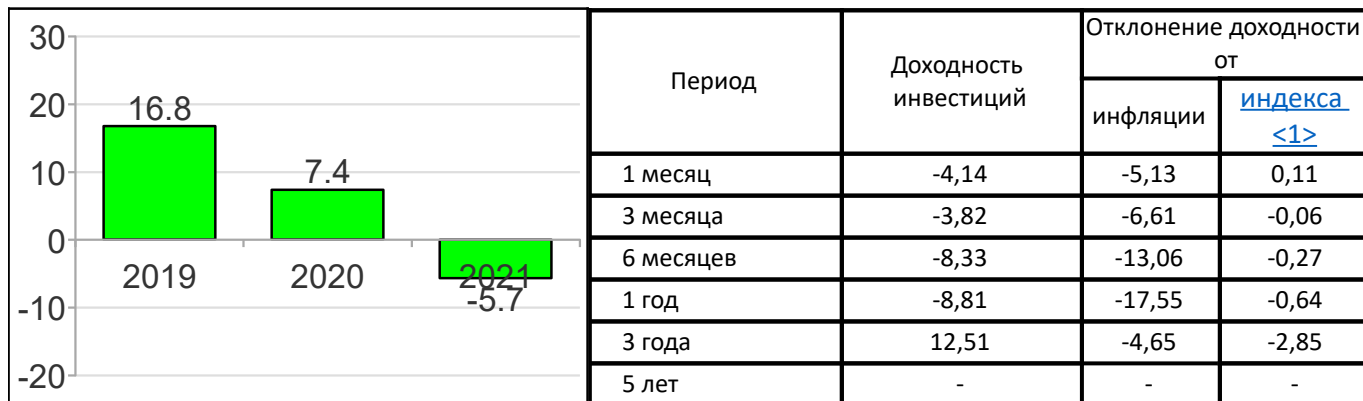 30
20
10
0
-10
-20
16.8
7.4
-5.7
2019
2020
2021
Период
Доходность
инвестиций
Отклонение доходности
от
инфляции
индекса
<1>
1 месяц -4,14 -5,13 0,11
3 месяца -3,82 -6,61 -0,06
6 месяцев -8,33 -13,06 -0,27
1 год -8,81 -17,55 -0,64
3 года 12,51 -4,65 -2,85
5 лет - - -